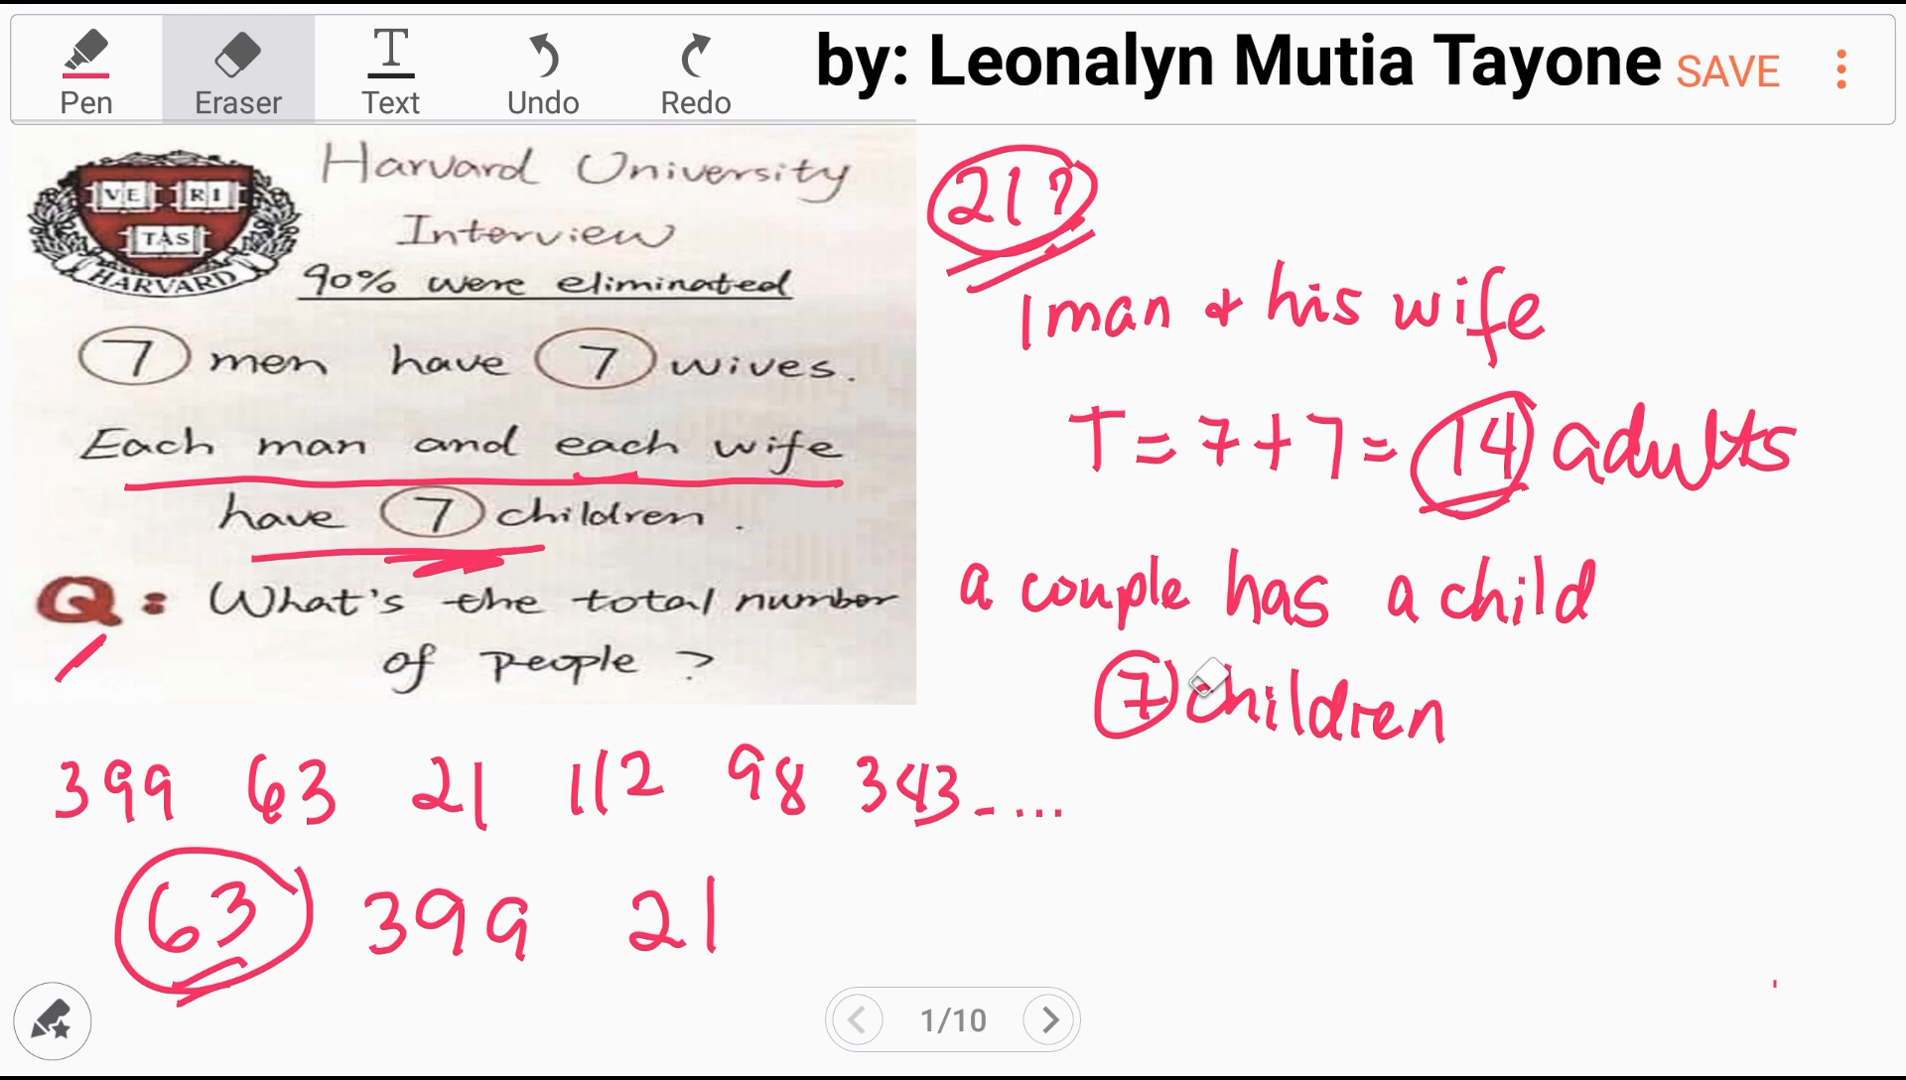 Pen
Eraser
T
Text
Undo
Redo
by: Leonalyn Mutia Tayone
SAVE
VE RI
TAS
HARVARD
Harvard University
Interview
90% were eliminated
7 men have 7 wives.
Each man and each wife
have 7 children.
Q: What's the total number
of people?
21?
1 man & his wife
T = 7+7 = 14 adults
a couple has a child
7 children
399 63 21 112 98 343 - ...
63 399 21
1/10